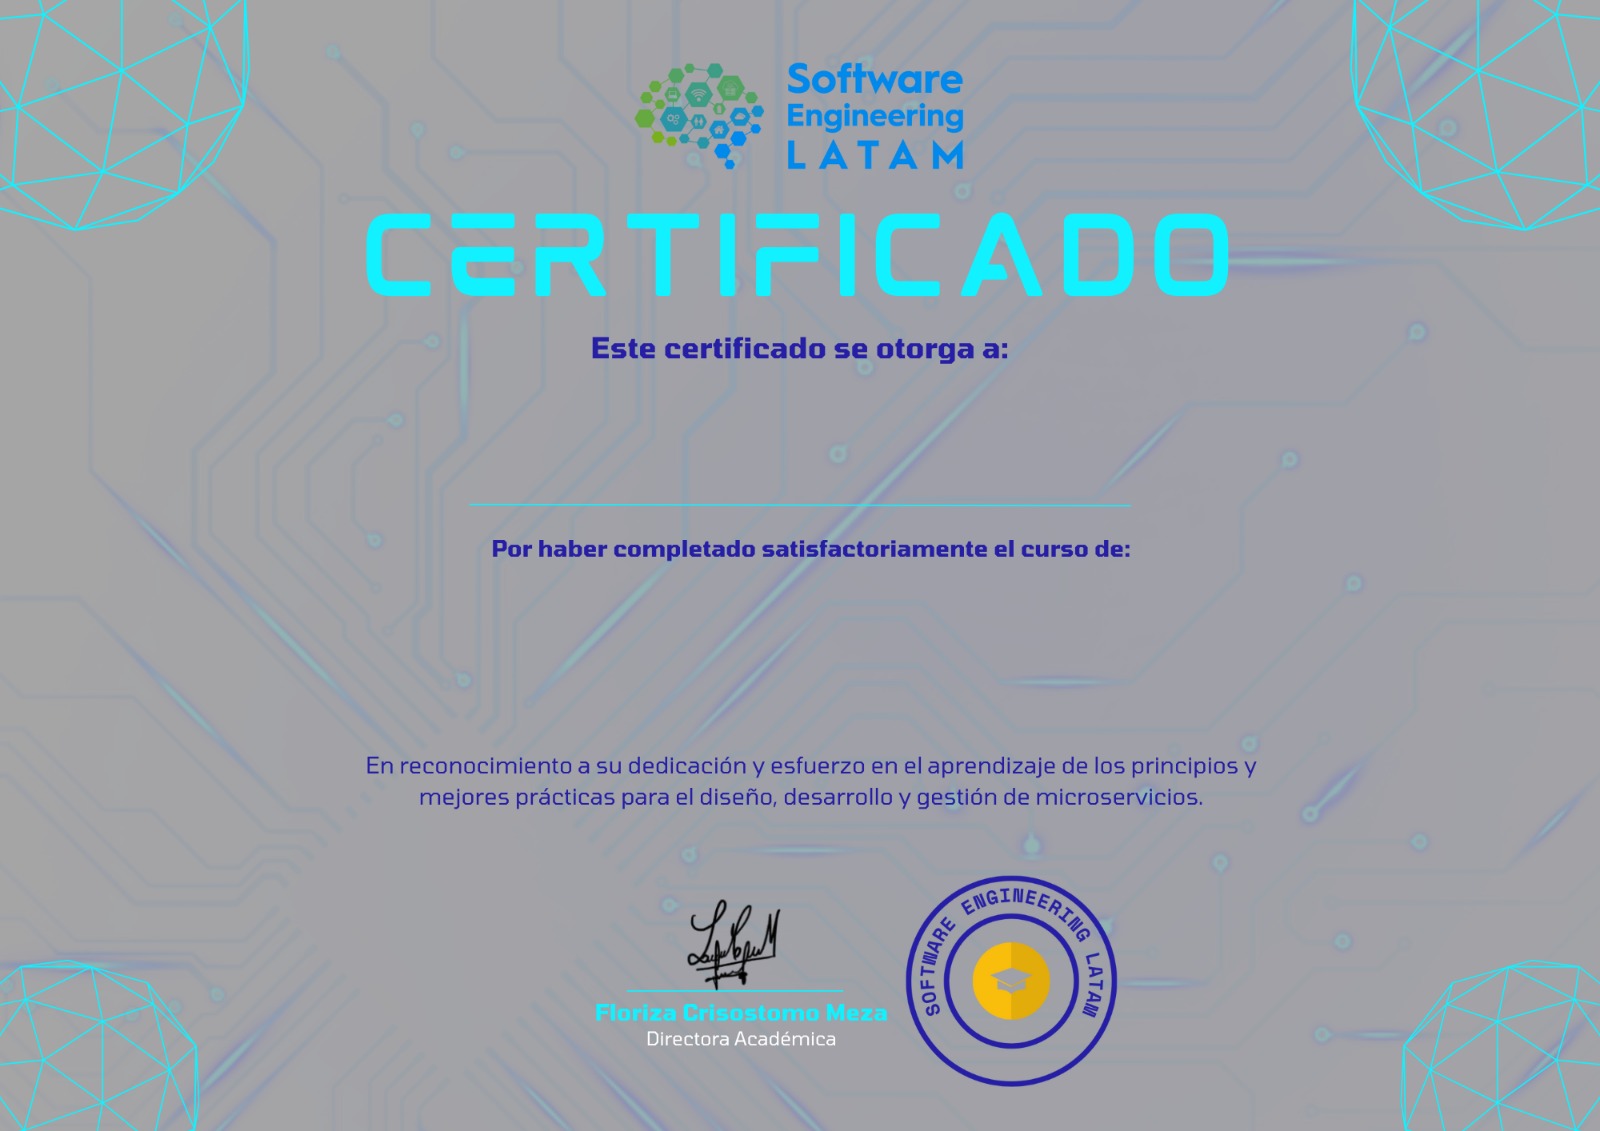 Software
Engineering
LATAM
CERTIFICADO
Este certificado se otorga a:
Por haber completado satisfactoriamente el curso de:
En reconocimiento a su dedicación y esfuerzo en el aprendizaje de los principios y
mejores prácticas para el diseño, desarrollo y gestión de microservicios.
Floriza Crisostomo Meza
Directora Académica
SOFTWARE ENGINEERING LATAM